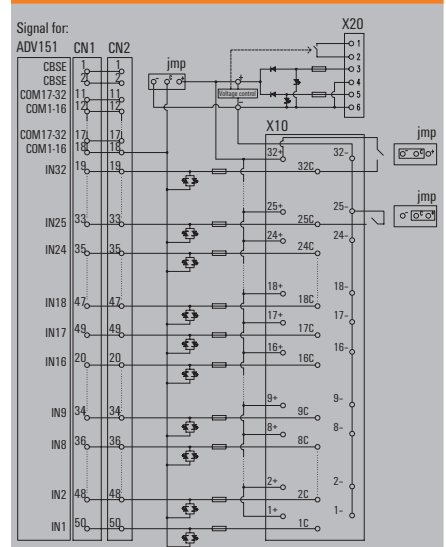 Signal for:
ADV151 CN1 CN2
X20
jmp
1
2
3
4
5
6
Voltage control
+
−
CBSE 1 1
CBSE 2 2
COM17-32 11 11
COM1-16 12 12
COM17-32 17 17
COM1-16 18 18
X10
jmp
32+ 32-
IN32 19 19 32C
jmp
25+ 25-
IN25 33 33 25C
24+ 24-
IN24 35 35 24C
18+ 18-
IN18 47 47 18C
17+ 17-
IN17 49 49 17C
16+ 16-
IN16 20 20 16C
9+ 9-
IN9 34 34 9C
8+ 8-
IN8 36 36 8C
2+ 2-
IN2 48 48 2C
1+ 1-
IN1 50 50 1C